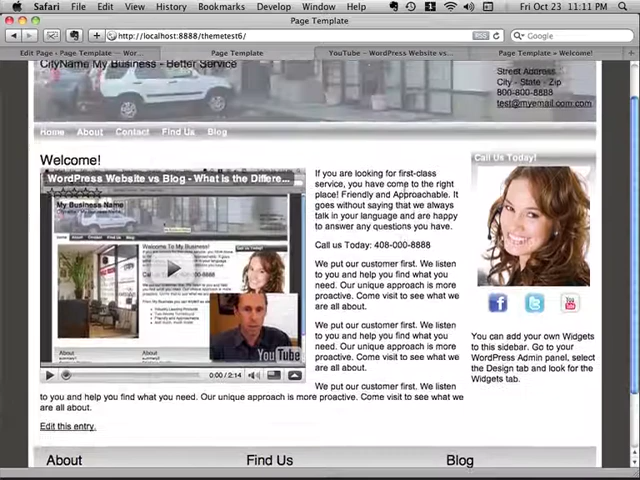 Safari File Edit View History Bookmarks Develop Window Help Fri Oct 23 11:11 PM
Page Template
http://localhost:8888/themetest6/ RSS Google
Edit Page ‹ Page Template — Wor... Page Template YouTube - WordPress Website vs... Page Template » Welcome!
CityName My Business - Better Service
Street Address
City - State - Zip
800-800-8888
test@myemail.com.com
Home About Contact Find Us Blog
Welcome!
WordPress Website vs Blog - What is the Differe...
My Business Name
Welcome To My Business!
YouTube
0:00 / 2:14
If you are looking for first-class
service, you have come to the right
place! Friendly and Approachable. It
goes without saying that we always
talk in your language and are happy
to answer any questions you have.
Call us Today: 408-000-8888
We put our customer first. We listen
to you and help you find what you
need. Our unique approach is more
proactive. Come visit to see what we
are all about.
We put our customer first. We listen
to you and help you find what you
need. Our unique approach is more
proactive. Come visit to see what we
are all about.
We put our customer first. We listen
to you and help you find what you need. Our unique approach is more proactive. Come visit to see what we
are all about.
Edit this entry.
Call Us Today!
You can add your own Widgets
to this sidebar. Go to your
WordPress Admin panel, select
the Design tab and look for the
Widgets tab.
About Find Us Blog